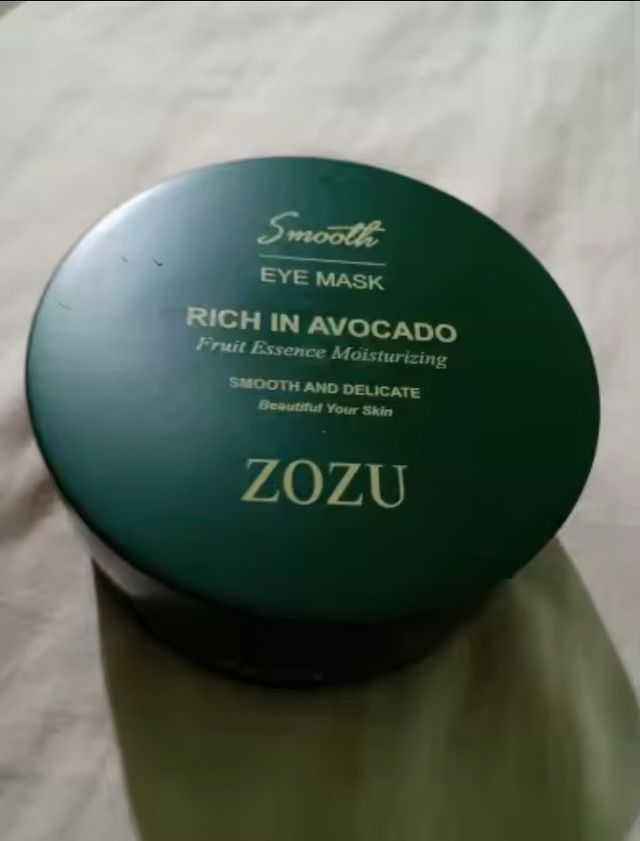 Smooth
EYE MASK
RICH IN AVOCADO
Fruit Essence Moisturizing
SMOOTH AND DELICATE
Beautiful Your Skin
ZOZU